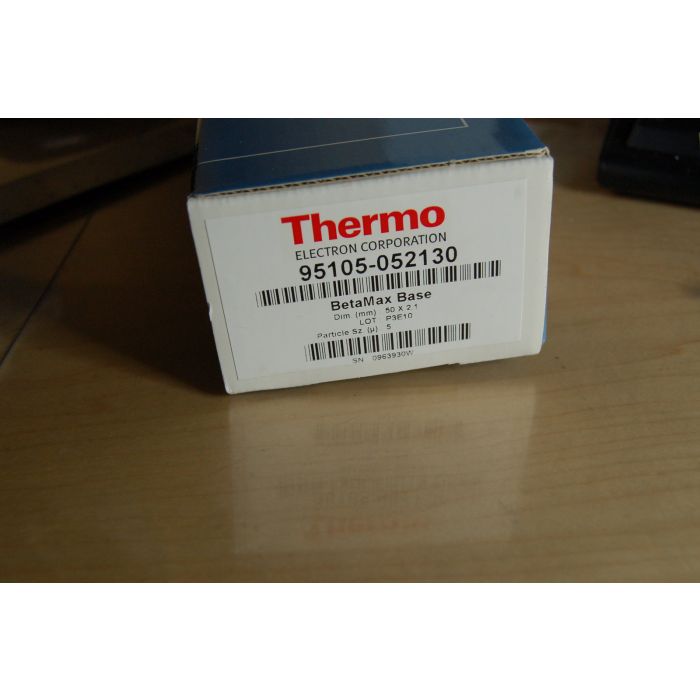 Thermo
ELECTRON CORPORATION
95105-052130
BetaMax Base
Dim. (mm) 50 X 2.1
LOT P3E10
Particle Sz. (µ) 5
SN 0963930W